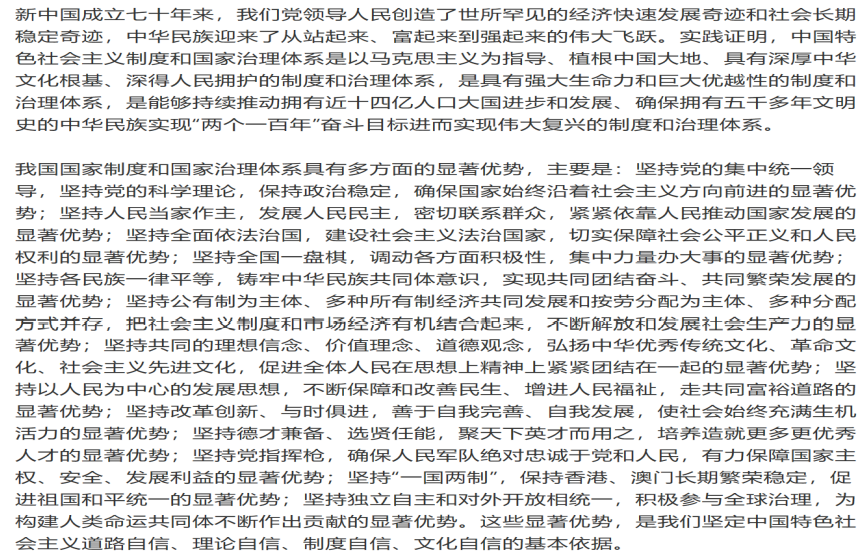 新中国成立七十年来，我们党领导人民创造了世所罕见的经济快速发展奇迹和社会长期
稳定奇迹，中华民族迎来了从站起来、富起来到强起来的伟大飞跃。实践证明，中国特
色社会主义制度和国家治理体系是以马克思主义为指导、植根中国大地、具有深厚中华
文化根基、深得人民拥护的制度和治理体系，是具有强大生命力和巨大优越性的制度和
治理体系，是能够持续推动拥有近十四亿人口大国进步和发展、确保拥有五千多年文明
史的中华民族实现“两个一百年”奋斗目标进而实现伟大复兴的制度和治理体系。
我国国家制度和国家治理体系具有多方面的显著优势，主要是：坚持党的集中统一领
导，坚持党的科学理论，保持政治稳定，确保国家始终沿着社会主义方向前进的显著优
势；坚持人民当家作主，发展人民民主，密切联系群众，紧紧依靠人民推动国家发展的
显著优势；坚持全面依法治国，建设社会主义法治国家，切实保障社会公平正义和人民
权利的显著优势；坚持全国一盘棋，调动各方面积极性，集中力量办大事的显著优势；
坚持各民族一律平等，铸牢中华民族共同体意识，实现共同团结奋斗、共同繁荣发展的
显著优势；坚持公有制为主体、多种所有制经济共同发展和按劳分配为主体、多种分配
方式并存，把社会主义制度和市场经济有机结合起来，不断解放和发展社会生产力的显
著优势；坚持共同的理想信念、价值理念、道德观念，弘扬中华优秀传统文化、革命文
化、社会主义先进文化，促进全体人民在思想上精神上紧紧团结在一起的显著优势；坚
持以人民为中心的发展思想，不断保障和改善民生、增进人民福祉，走共同富裕道路的
显著优势；坚持改革创新、与时俱进，善于自我完善、自我发展，使社会始终充满生机
活力的显著优势；坚持德才兼备、选贤任能，聚天下英才而用之，培养造就更多更优秀
人才的显著优势；坚持党指挥枪，确保人民军队绝对忠诚于党和人民，有力保障国家主
权、安全、发展利益的显著优势；坚持“一国两制”，保持香港、澳门长期繁荣稳定，促
进祖国和平统一的显著优势；坚持独立自主和对外开放相统一，积极参与全球治理，为
构建人类命运共同体不断作出贡献的显著优势。这些显著优势，是我们坚定中国特色社
会主义道路自信、理论自信、制度自信、文化自信的基本依据。